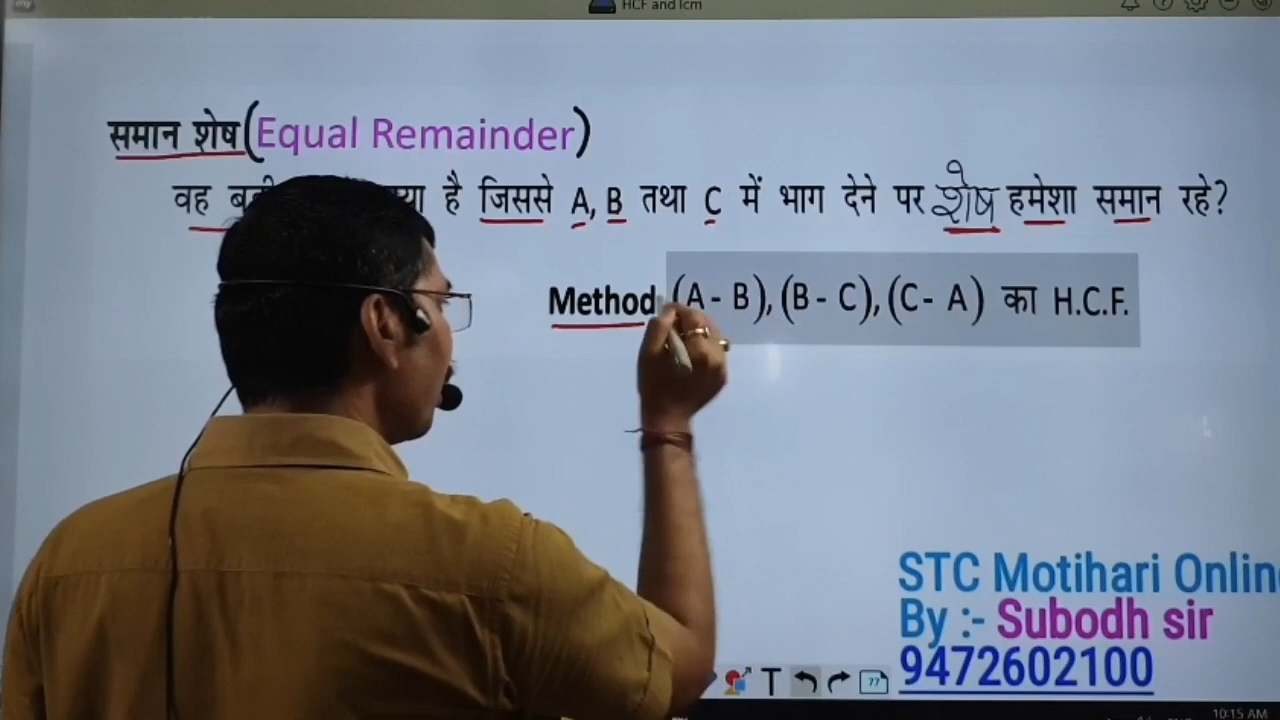 HCF and lcm
समान शेष (Equal Remainder)
वह है जिससे A, B तथा C में भाग देने पर शेष हमेशा समान रहे?
Method (A - B), (B - C), (C - A) का H.C.F.
STC Motihari Onlin
By :- Subodh sir
9472602100
T 77
10:15 AM